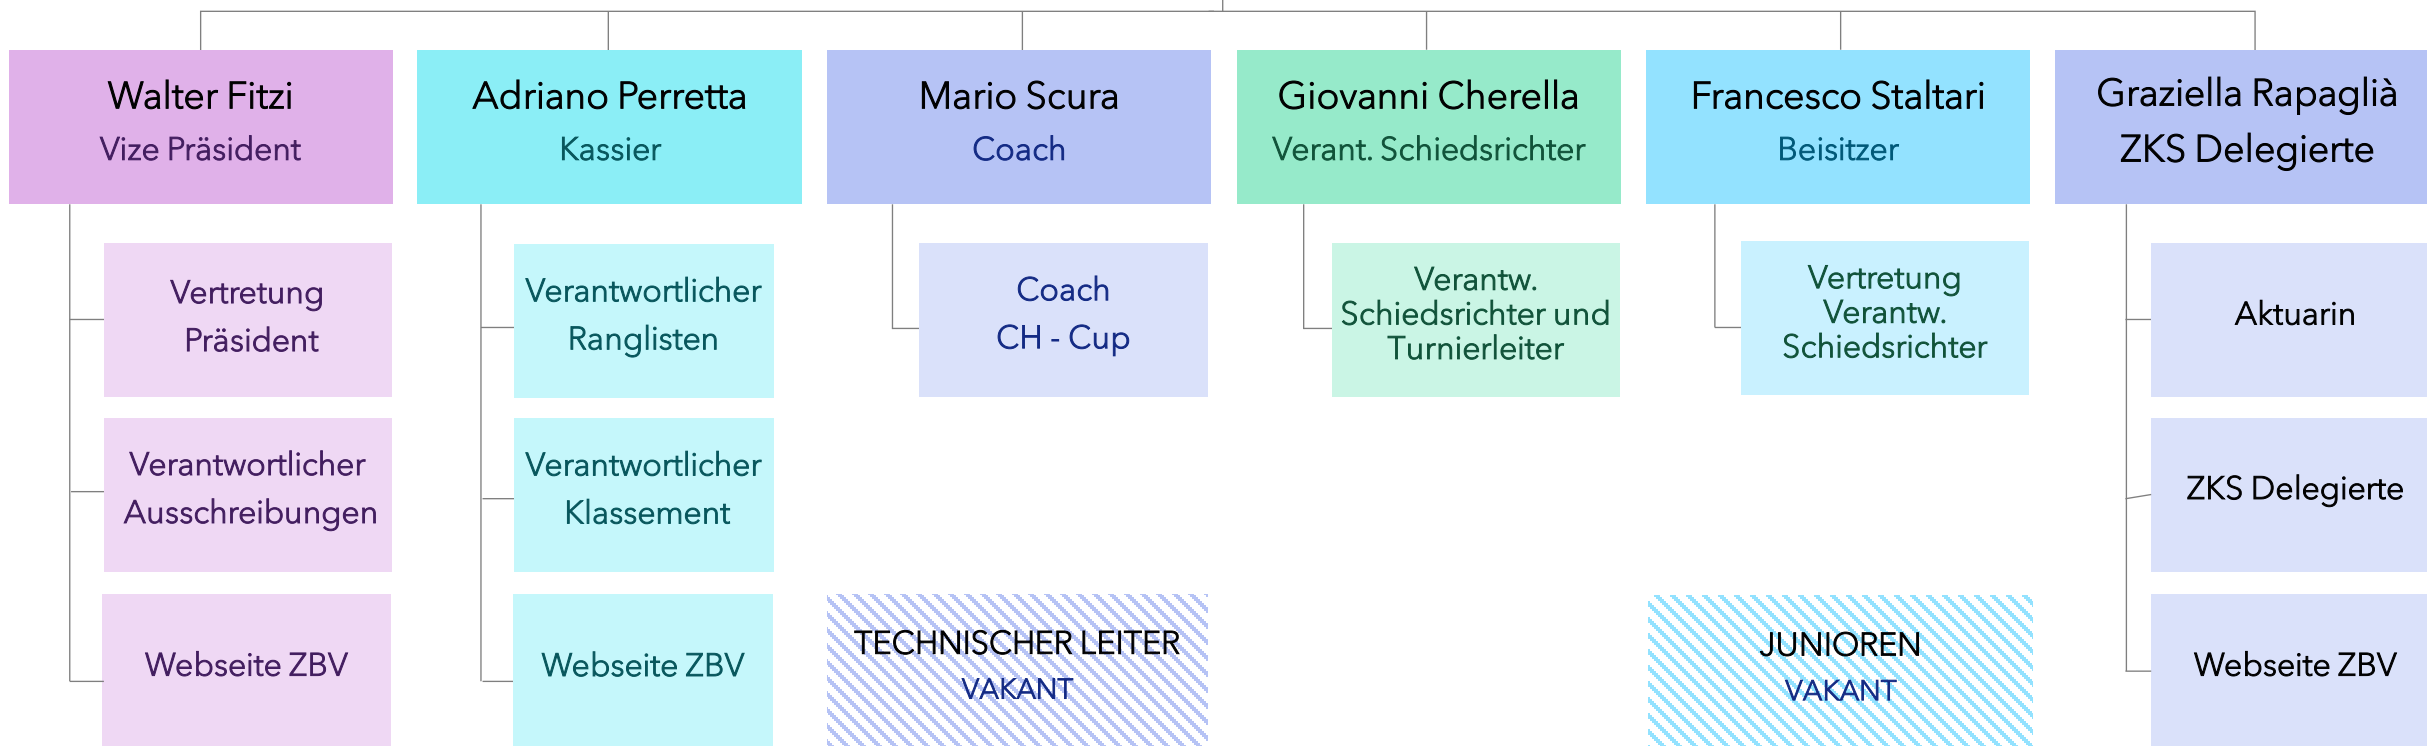 Walter Fitzi
Vize Präsident
Vertretung
Präsident
Verantwortlicher
Ausschreibungen
Webseite ZBV
Adriano Perretta
Kassier
Verantwortlicher
Ranglisten
Verantwortlicher
Klassement
Webseite ZBV
Mario Scura
Coach
Coach
CH - Cup
TECHNISCHER LEITER
VAKANT
Giovanni Cherella
Verant. Schiedsrichter
Verantw.
Schiedsrichter und
Turnierleiter
Francesco Staltari
Beisitzer
Vertretung
Verantw.
Schiedsrichter
JUNIOREN
VAKANT
Graziella Rapaglià
ZKS Delegierte
Aktuarin
ZKS Delegierte
Webseite ZBV